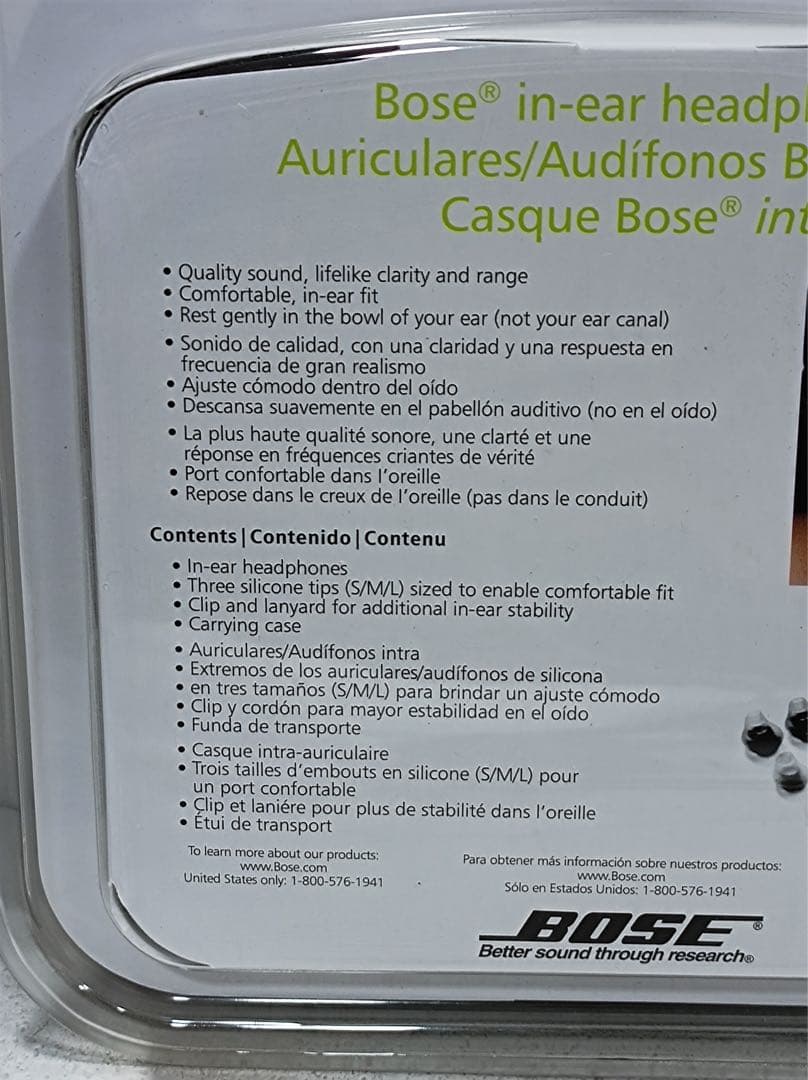 Bose® in-ear
Auriculares/Audífonos
Casque Bose®
• Quality sound, lifelike clarity and range
• Comfortable, in-ear fit
• Rest gently in the bowl of your ear (not your ear canal)
• Sonido de calidad, con una claridad y una respuesta en
frecuencia de gran realismo
• Ajuste cómodo dentro del oído
• Descansa suavemente en el pabellón auditivo (no en el oído)
• La plus haute qualité sonore, une clarté et une
réponse en fréquences criantes de vérité
• Port confortable dans l'oreille
• Repose dans le creux de l'oreille (pas dans le conduit)
Contents | Contenido | Contenu
• In-ear headphones
• Three silicone tips (S/M/L) sized to enable comfortable fit
• Clip and lanyard for additional in-ear stability
• Carrying case
• Auriculares/Audífonos intra
• Extremos de los auriculares/audífonos de silicona
• en tres tamaños (S/M/L) para brindar un ajuste cómodo
• Clip y cordón para mayor estabilidad en el oído
• Funda de transporte
• Casque intra-auriculaire
• Trois tailles d'embouts en silicone (S/M/L) pour
un port confortable
• Clip et laniére pour plus de stabilité dans l'oreille
• Étui de transport
To learn more about our products:
www.Bose.com
United States only: 1-800-576-1941
Para obtener más información sobre nuestros productos:
www.Bose.com
Sólo en Estados Unidos: 1-800-576-1941
BOSE®
Better sound through research®